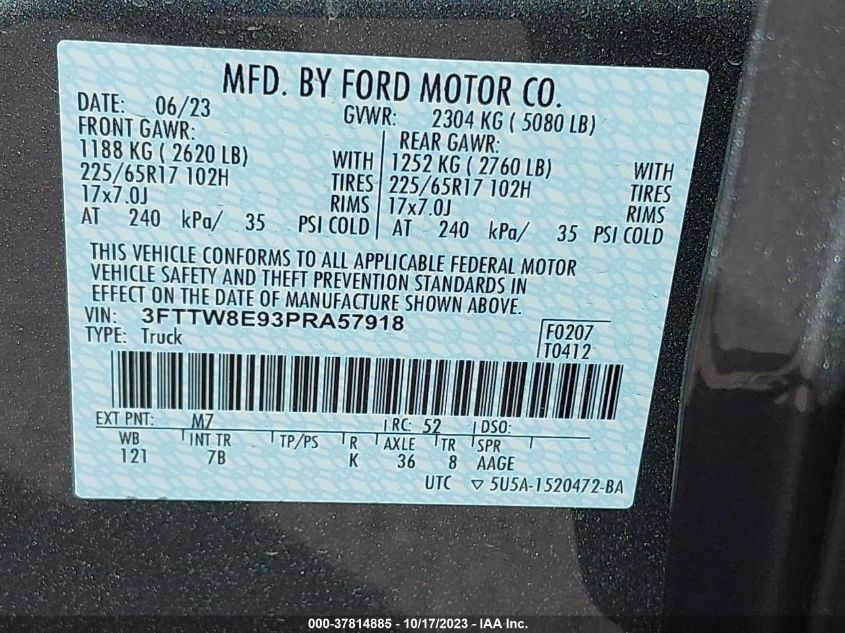 MFD. BY FORD MOTOR CO.
DATE: 06/23 GVWR: 2304 KG ( 5080 LB)
FRONT GAWR: REAR GAWR:
1188 KG ( 2620 LB) WITH 1252 KG ( 2760 LB) WITH
225/65R17 102H TIRES 225/65R17 102H TIRES
17x7.0J RIMS 17x7.0J RIMS
AT 240 kPa/ 35 PSI COLD AT 240 kPa/ 35 PSI COLD
THIS VEHICLE CONFORMS TO ALL APPLICABLE FEDERAL MOTOR
VEHICLE SAFETY AND THEFT PREVENTION STANDARDS IN
EFFECT ON THE DATE OF MANUFACTURE SHOWN ABOVE.
VIN: 3FTTW8E93PRA57918 F0207
TYPE: Truck T0412
EXT PNT: M7 RC: 52 DSO:
WB INT TR TP/PS R AXLE TR SPR
121 7B K 36 8 AAGE
UTC ▽ 5U5A-1520472-BA
000-37814885 - 10/17/2023 - IAA Inc.